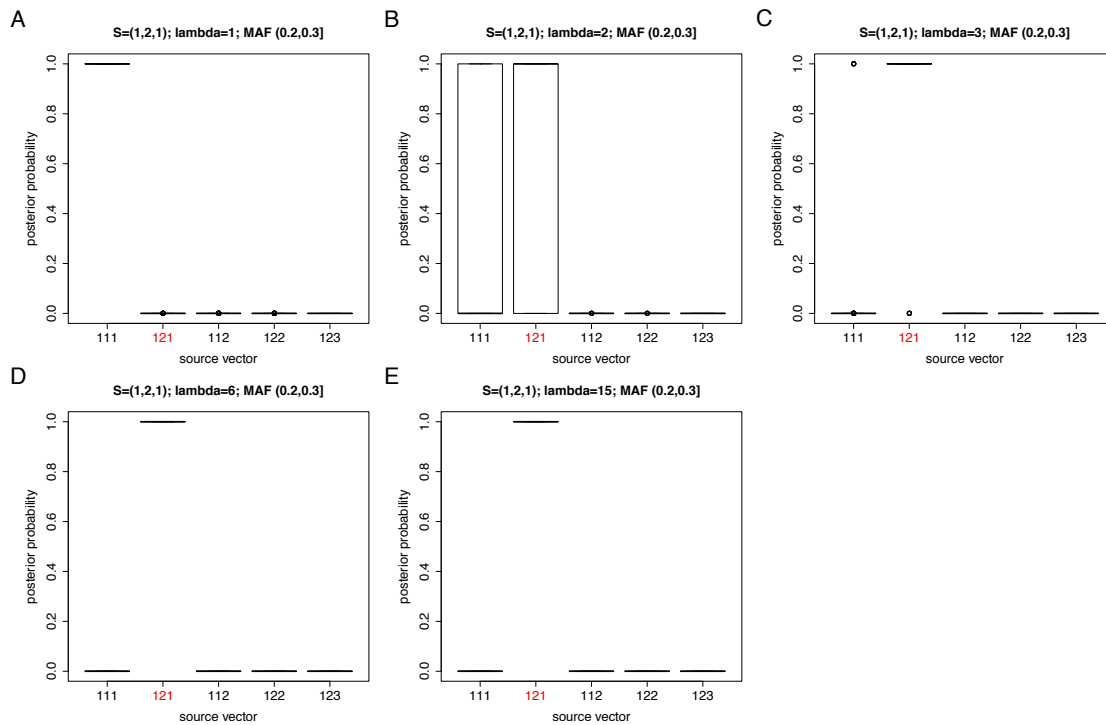 A
S=(1,2,1); lambda=1; MAF (0.2,0.3]
posterior probability
1.0
0.8
0.6
0.4
0.2
0.0
111 121 112 122 123
source vector
B
S=(1,2,1); lambda=2; MAF (0.2,0.3]
posterior probability
1.0
0.8
0.6
0.4
0.2
0.0
111 121 112 122 123
source vector
C
S=(1,2,1); lambda=3; MAF (0.2,0.3]
posterior probability
1.0
0.8
0.6
0.4
0.2
0.0
111 121 112 122 123
source vector
D
S=(1,2,1); lambda=6; MAF (0.2,0.3]
posterior probability
1.0
0.8
0.6
0.4
0.2
0.0
111 121 112 122 123
source vector
E
S=(1,2,1); lambda=15; MAF (0.2,0.3]
posterior probability
1.0
0.8
0.6
0.4
0.2
0.0
111 121 112 122 123
source vector